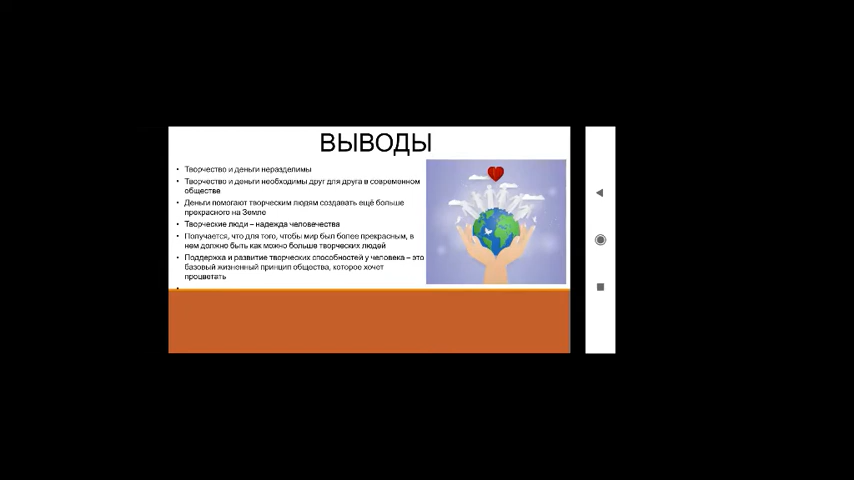 ВЫВОДЫ
• Творчество и деньги неразделимы
• Творчество и деньги необходимы друг для друга в современном
обществе
• Деньги помогают творческим людям создавать ещё больше
прекрасного на Земле
• Творческие люди – надежда человечества
• Получается, что для того, чтобы мир был более прекрасным, в
нем должно быть как можно больше творческих людей
• Поддержка и развитие творческих способностей у человека – это
базовый жизненный принцип общества, которое хочет
процветать